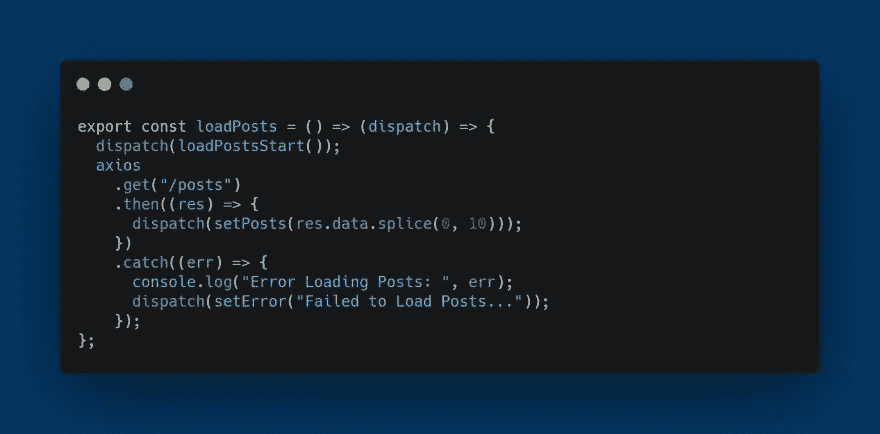 export const loadPosts = () => (dispatch) => {
  dispatch(loadPostsStart());
  axios
    .get("/posts")
    .then((res) => {
      dispatch(setPosts(res.data.splice(0, 10)));
    })
    .catch((err) => {
      console.log("Error Loading Posts: ", err);
      dispatch(setError("Failed to Load Posts..."));
    });
};